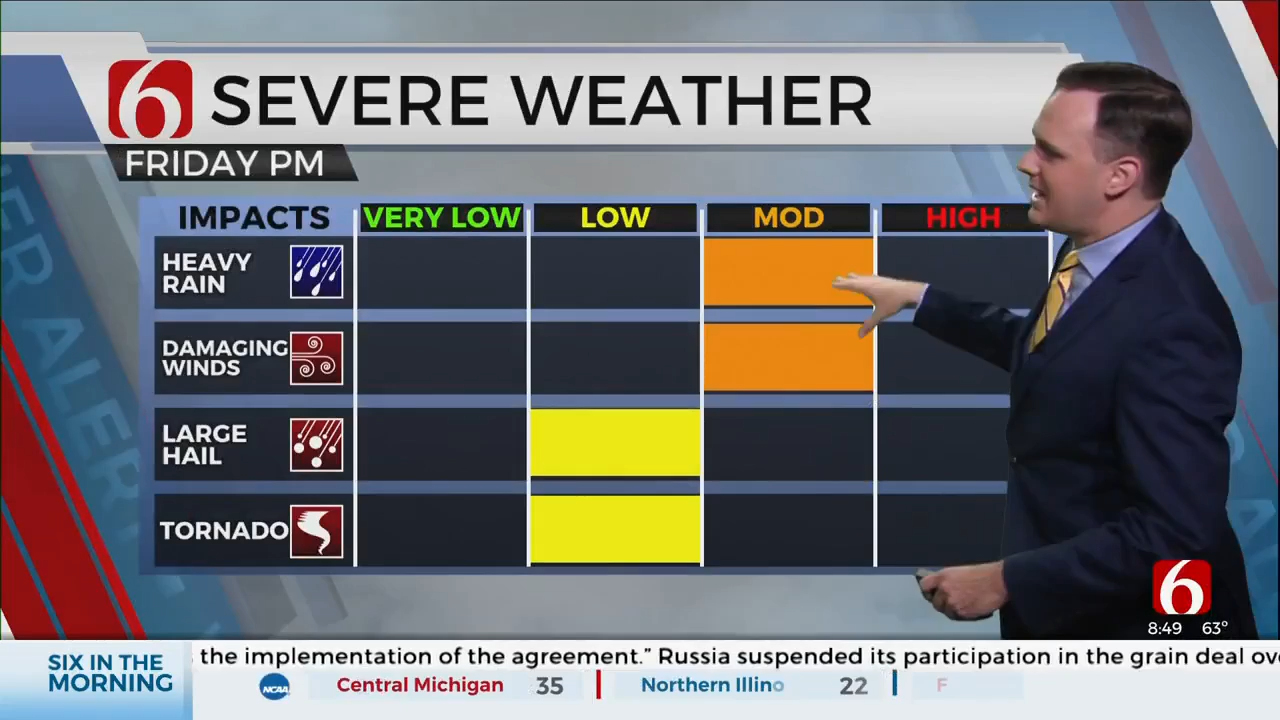 6 SEVERE WEATHER
FRIDAY PM
IMPACTS VERY LOW LOW MOD HIGH
HEAVY
RAIN
DAMAGING
WINDS
LARGE
HAIL
TORNADO
6
8:49 63°
SIX IN THE
MORNING
the implementation of the agreement.” Russia suspended its participation in the grain deal ov
NCAA Central Michigan 35 Northern Illino 22 F
ALERT